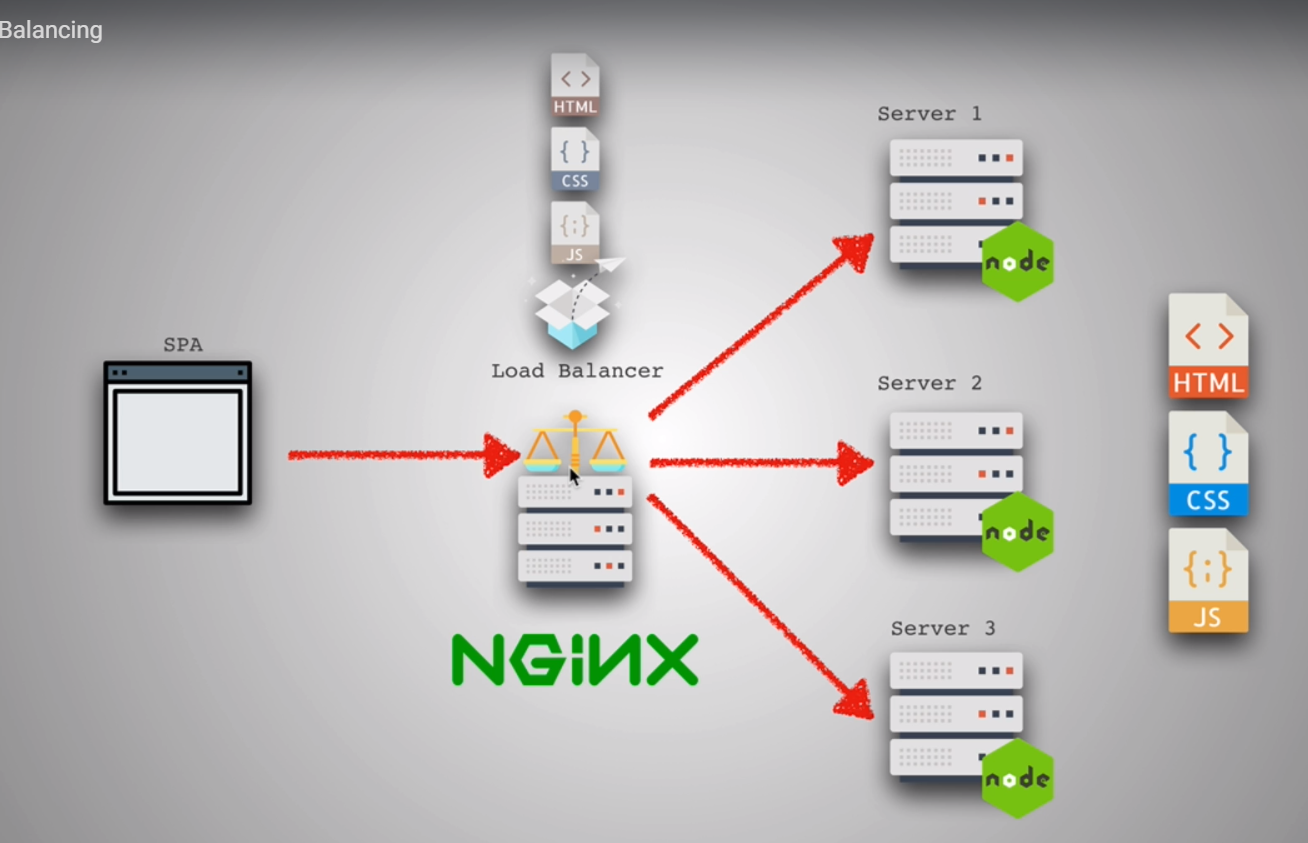 Balancing
HTML
CSS
JS
Load Balancer
SPA
NGINX
Server 1
node
Server 2
node
Server 3
node
HTML
CSS
JS